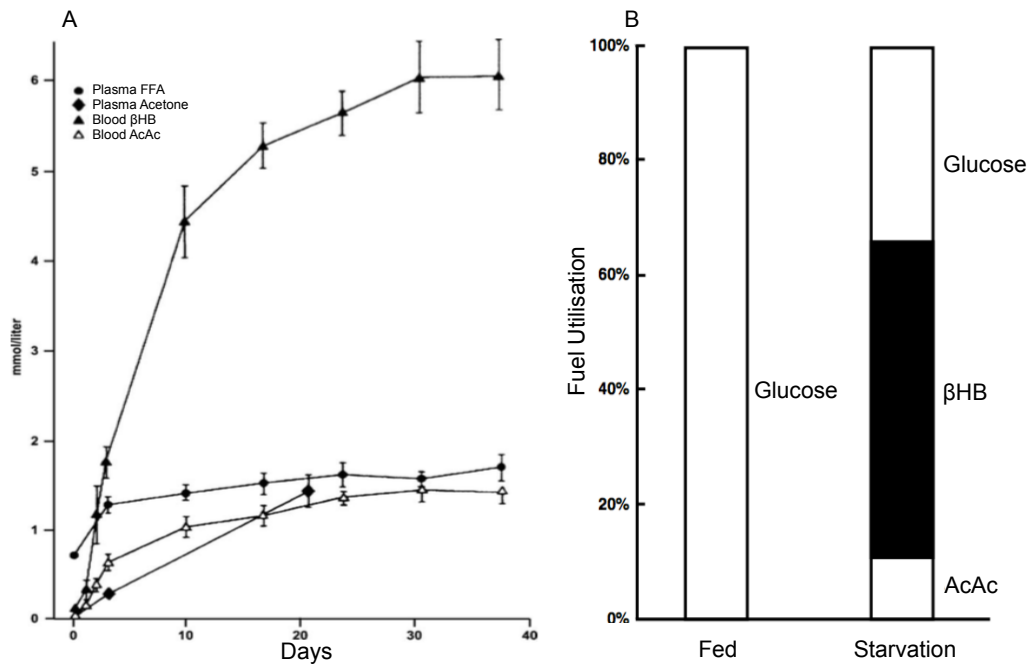 A
6
5
4
3
2
1
0
mmol/liter
Plasma FFA
Plasma Acetone
Blood βHB
Blood AcAc
0
10
20
30
40
Days
B
100%
80%
60%
40%
20%
0%
Fuel Utilisation
Glucose
Glucose
βHB
AcAc
Fed
Starvation